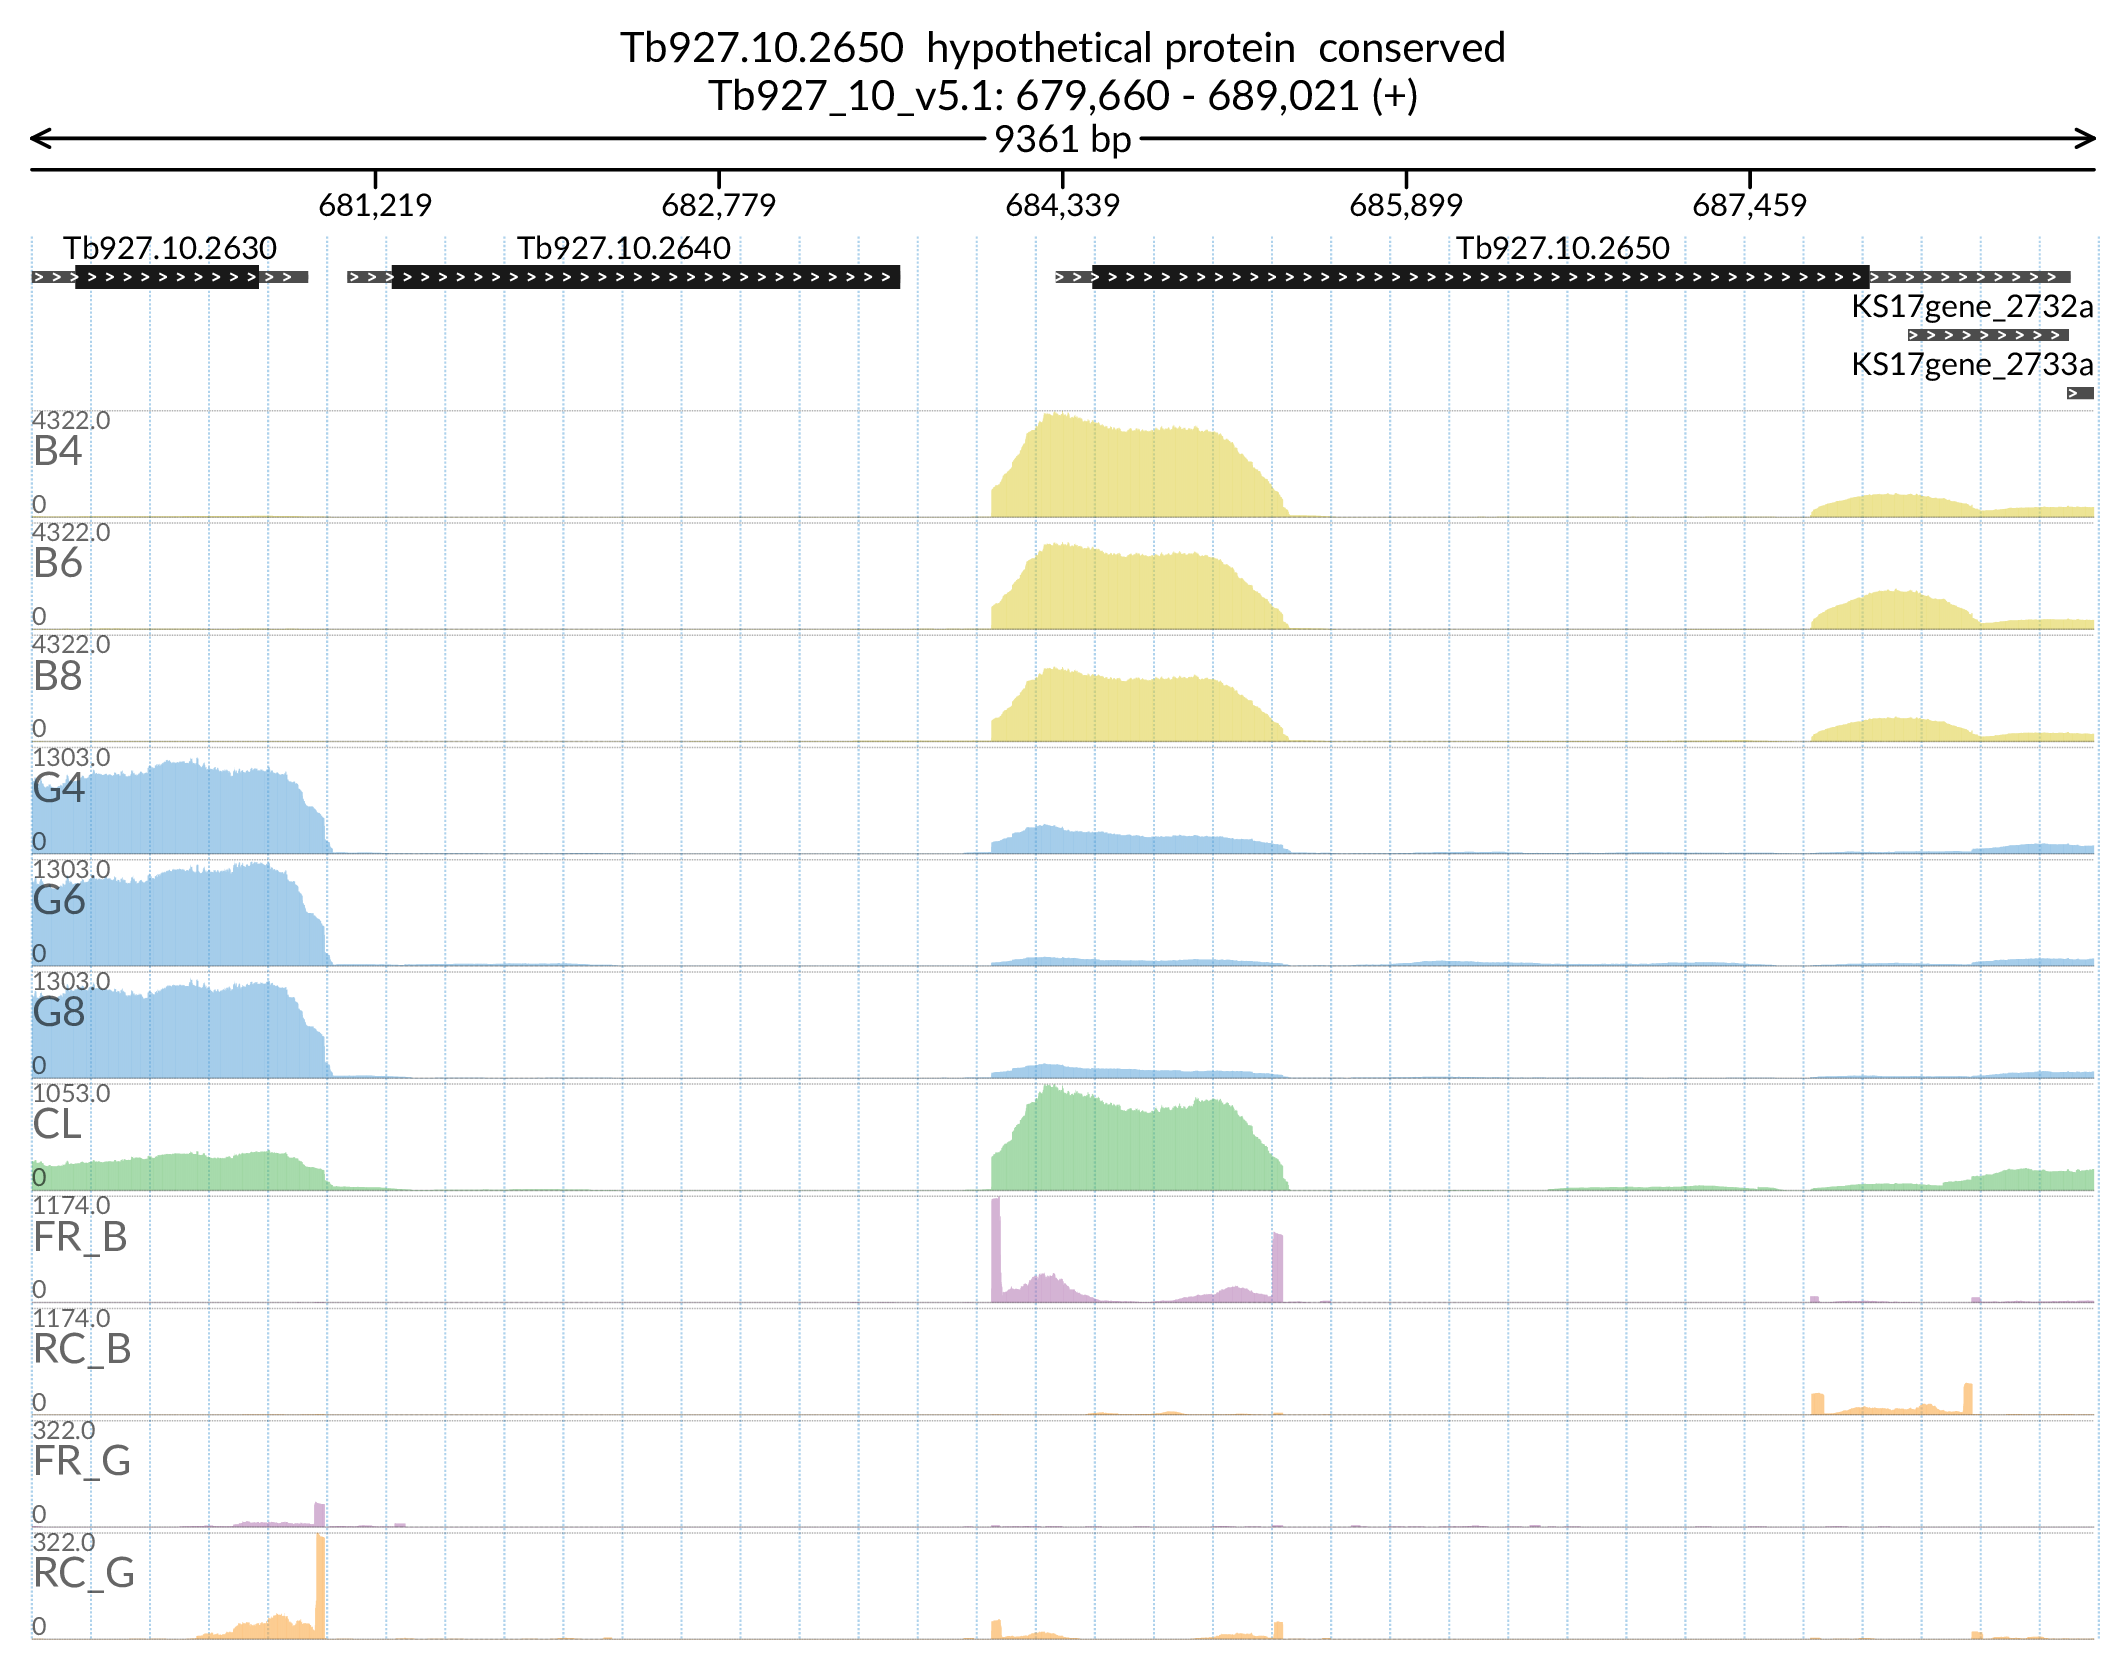 Tb927.10.2650 hypothetical protein conserved
Tb927_10_v5.1: 679,660 - 689,021 (+)
9361 bp
681,219 682,779 684,339 685,899 687,459
Tb927.10.2630 Tb927.10.2640 Tb927.10.2650
KS17gene_2732a
KS17gene_2733a
4322.0
B4
0
4322.0
B6
0
4322.0
B8
0
1303.0
G4
0
1303.0
G6
0
1303.0
G8
0
1053.0
CL
0
1174.0
FR_B
0
1174.0
RC_B
0
322.0
FR_G
0
322.0
RC_G
0